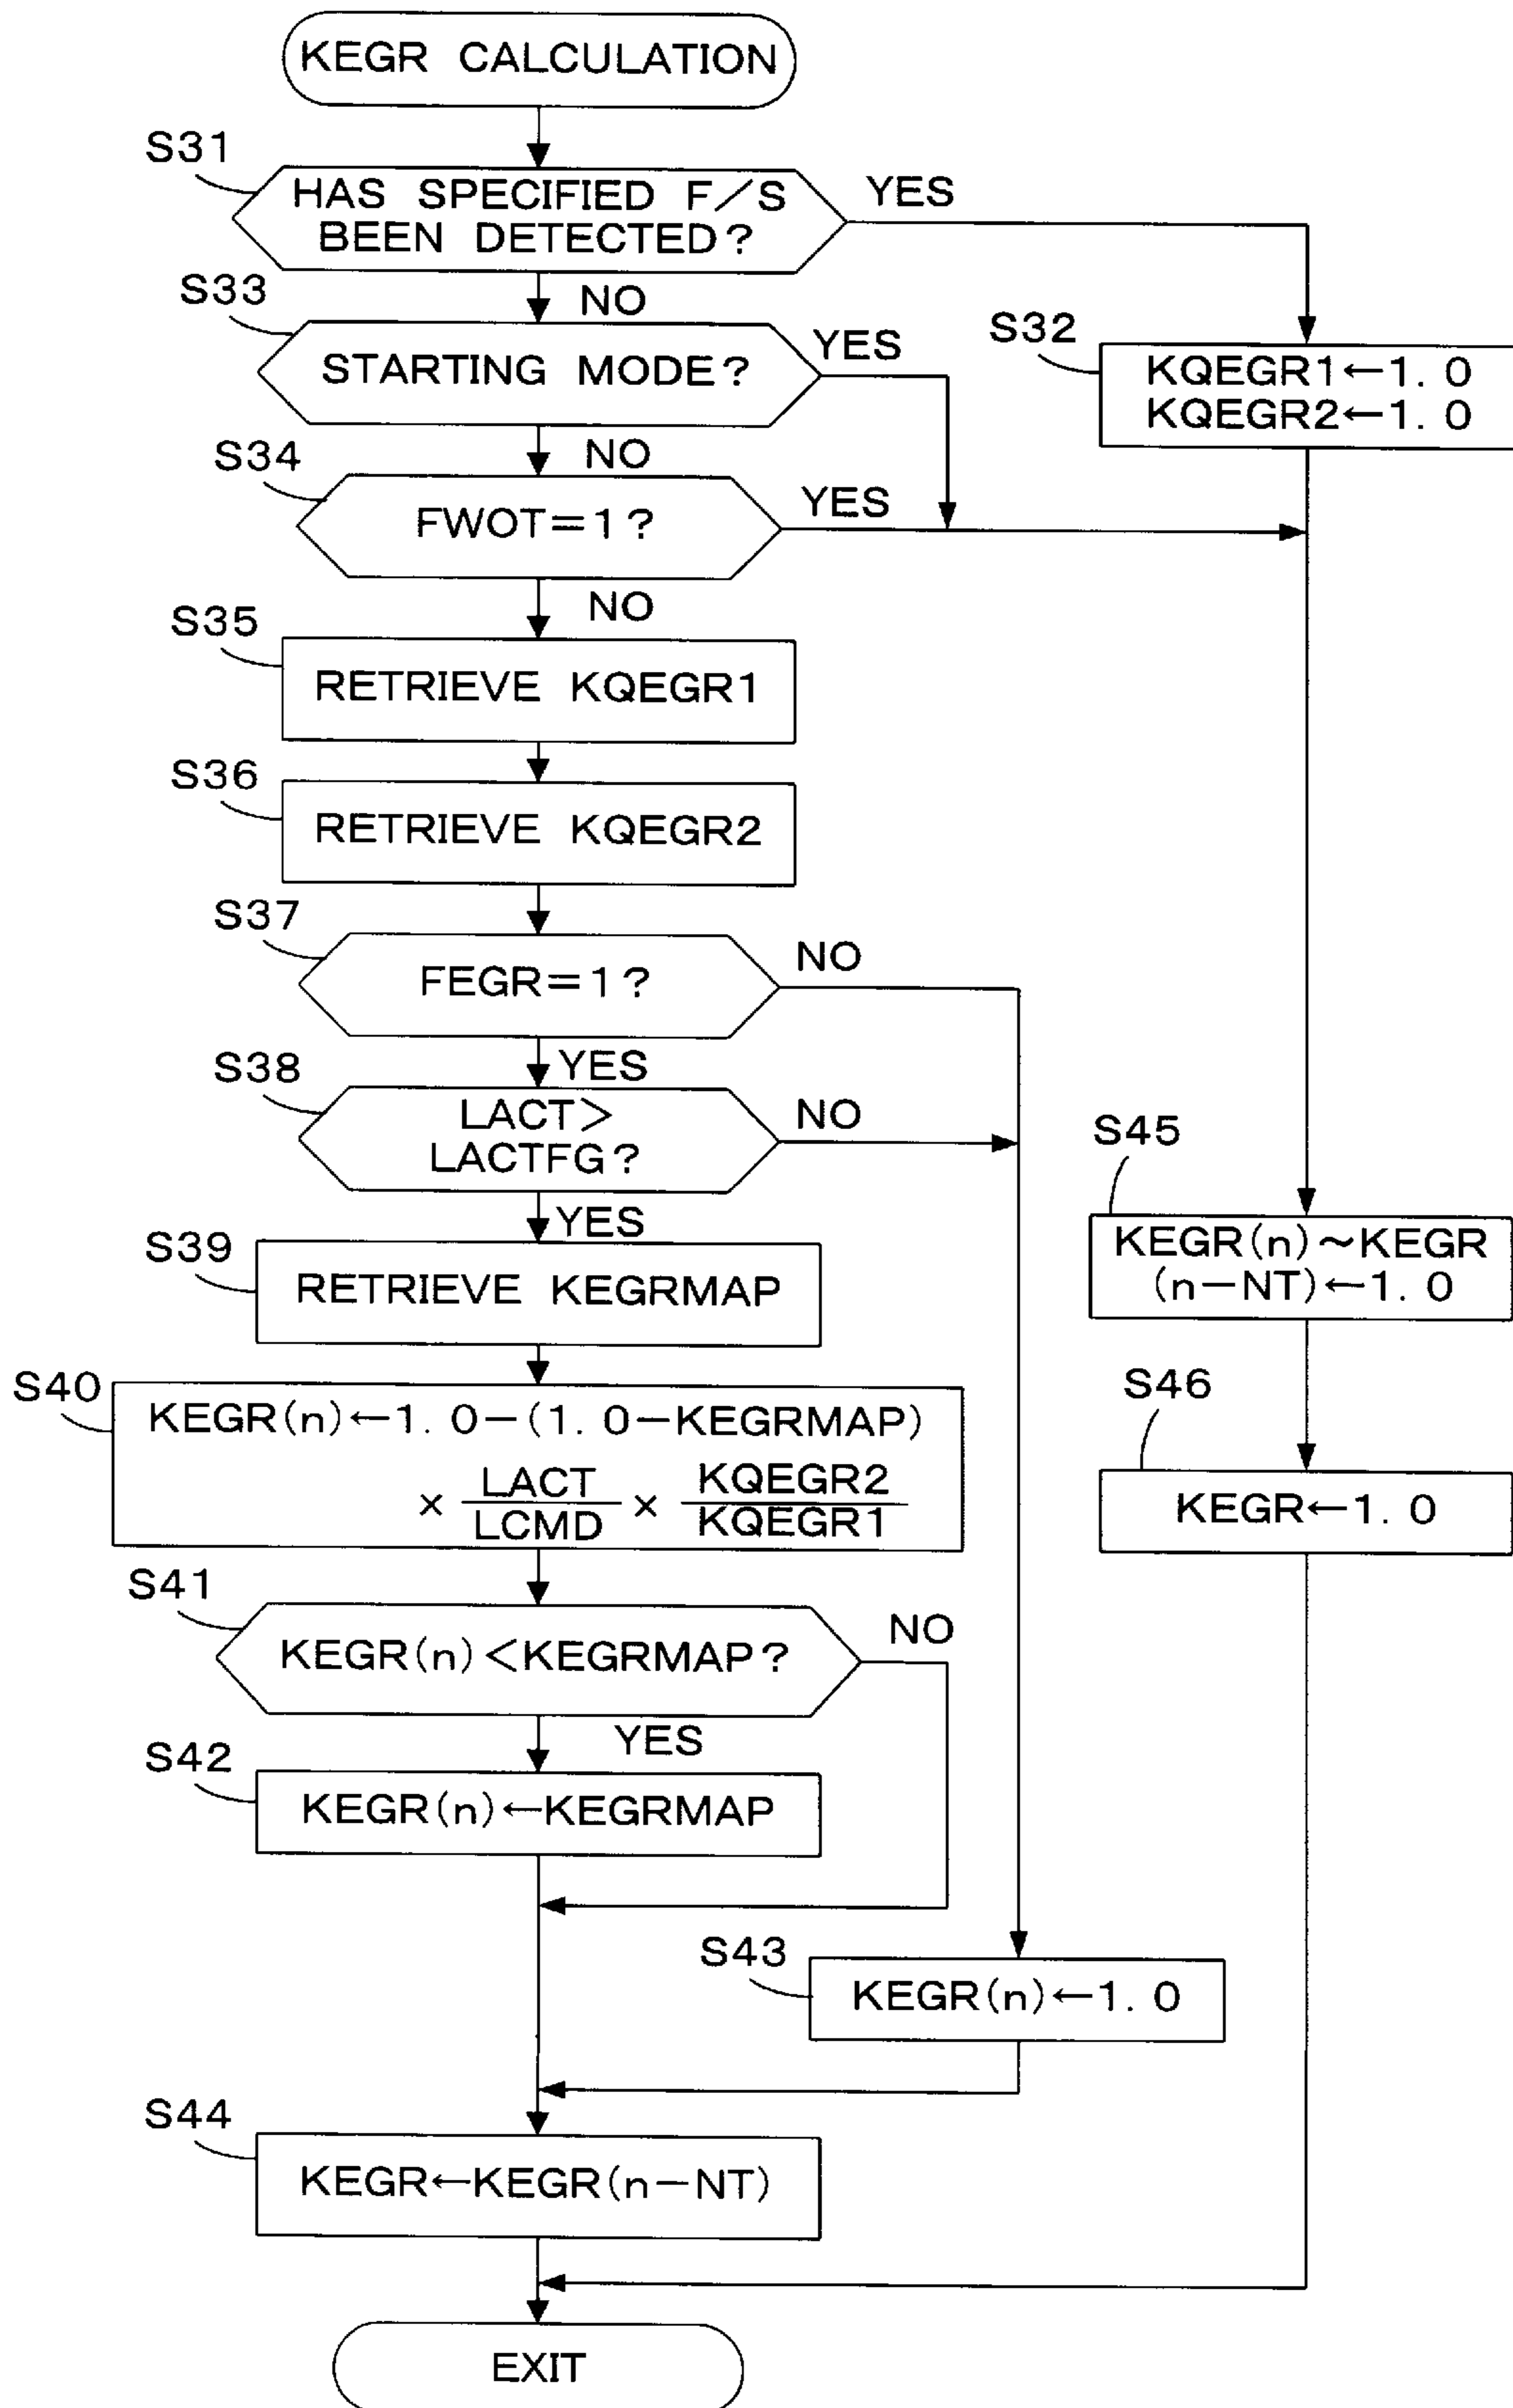 KEGR CALCULATION
S31
HAS SPECIFIED F/S
BEEN DETECTED?
YES
NO
S33
STARTING MODE?
YES
S32
KQEGR1←1.0
KQEGR2←1.0
NO
S34
FWOT=1?
YES
NO
S35
RETRIEVE KQEGR1
S36
RETRIEVE KQEGR2
S37
FEGR=1?
NO
YES
S38
LACT>
LACTFG?
NO
YES
S45
KEGR(n)~KEGR
(n-NT)←1.0
S39
RETRIEVE KEGRMAP
S40
KEGR(n)←1.0-(1.0-KEGRMAP)
× LACT/LCMD × KQEGR2/KQEGR1
S46
KEGR←1.0
S41
KEGR(n)<KEGRMAP?
NO
YES
S42
KEGR(n)←KEGRMAP
S43
KEGR(n)←1.0
S44
KEGR←KEGR(n-NT)
EXIT